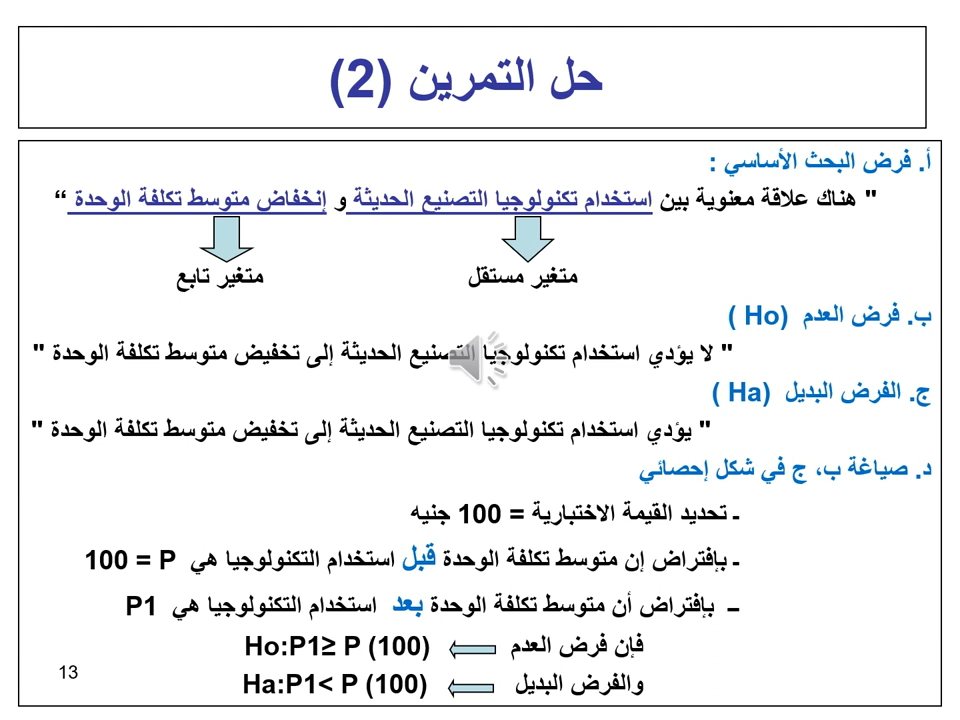 حل التمرين (2)
أ. فرض البحث الأساسي :
" هناك علاقة معنوية بين استخدام تكنولوجيا التصنيع الحديثة و إنخفاض متوسط تكلفة الوحدة “
متغير مستقل
متغير تابع
ب. فرض العدم (Ho )
" لا يؤدي استخدام تكنولوجيا التصنيع الحديثة إلى تخفيض متوسط تكلفة الوحدة "
ج. الفرض البديل (Ha )
" يؤدي استخدام تكنولوجيا التصنيع الحديثة إلى تخفيض متوسط تكلفة الوحدة "
د. صياغة ب، ج في شكل إحصائي
ـ تحديد القيمة الاختبارية = 100 جنيه
ـ بإفتراض إن متوسط تكلفة الوحدة قبل استخدام التكنولوجيا هي 100 = P
ــ بإفتراض أن متوسط تكلفة الوحدة بعد استخدام التكنولوجيا هي P1
فإن فرض العدم Ho:P1≥ P (100)
والفرض البديل Ha:P1< P (100)
13